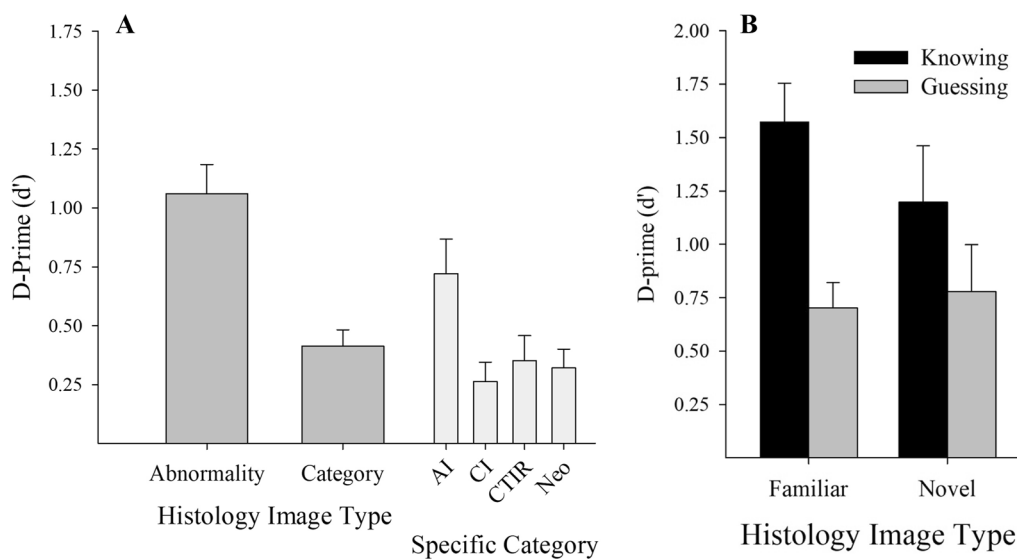 A
1.75
1.50
1.25
1.00
0.75
0.50
0.25
D-Prime (d')
Abnormality
Category
AI
CI
CTIR
Neo
Histology Image Type
Specific Category
B
2.00
1.75
1.50
1.25
1.00
0.75
0.50
0.25
D-prime (d')
Knowing
Guessing
Familiar
Novel
Histology Image Type